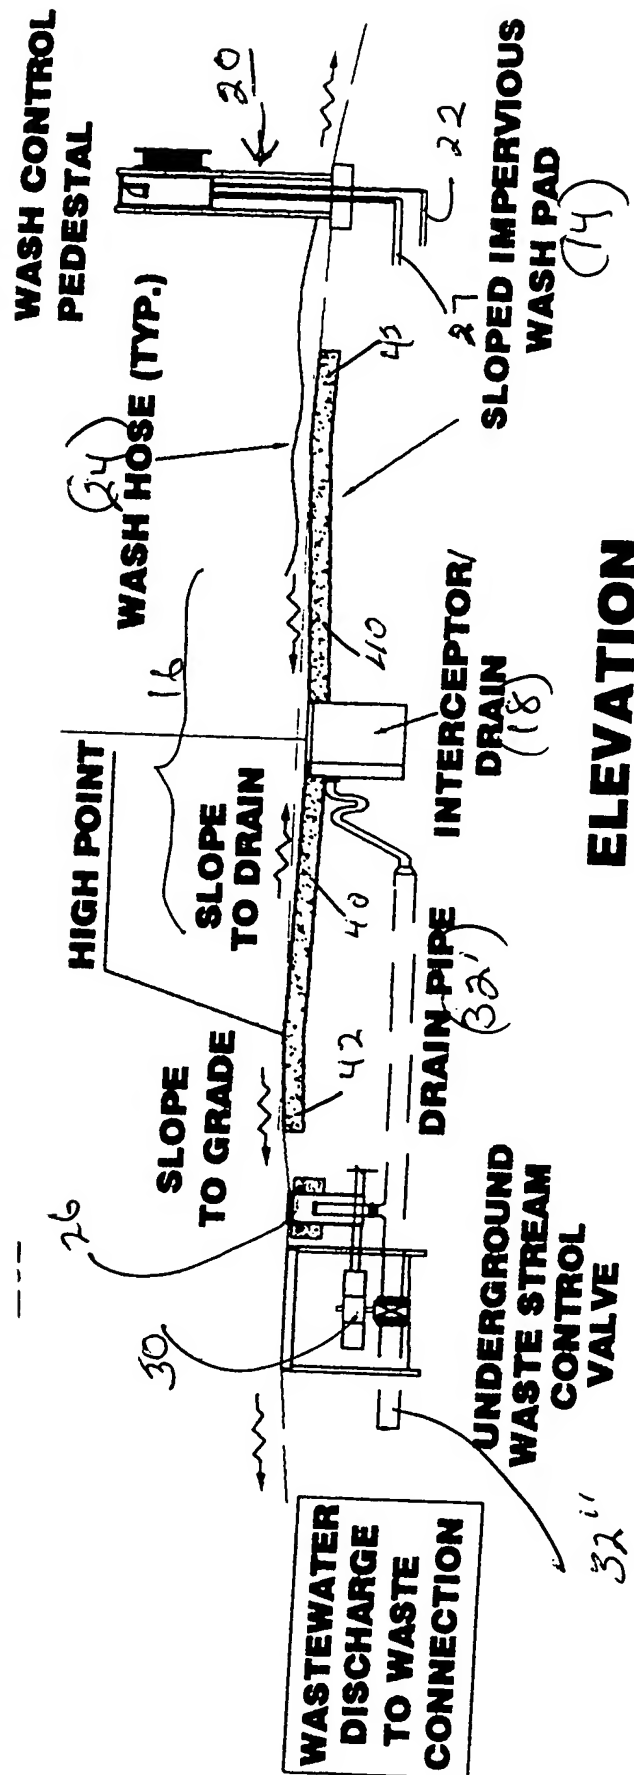 WASH CONTROL
PEDESTAL
20
(24)
WASH HOSE (TYP.)
16
HIGH POINT
SLOPE
TO DRAIN
SLOPE
TO GRADE
26
30
WASTEWATER
DISCHARGE
TO WASTE
CONNECTION
42
40
40
22
27
SLOPED IMPERVIOUS
WASH PAD
(14)
INTERCEPTOR/
DRAIN
(18)
DRAIN PIPE
(32')
UNDERGROUND
WASTE STREAM
CONTROL
VALVE
32"
ELEVATION